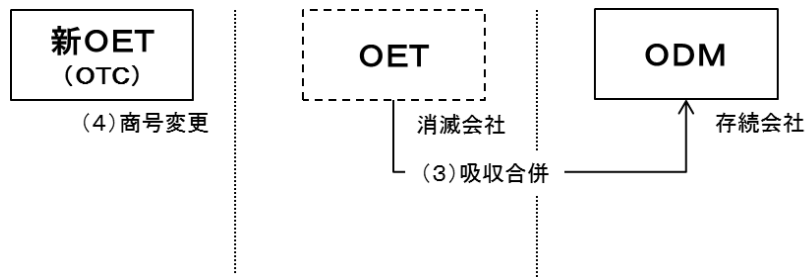 新OET
(OTC)
(4)商号変更
OET
消滅会社
ODM
存続会社
(3)吸収合併